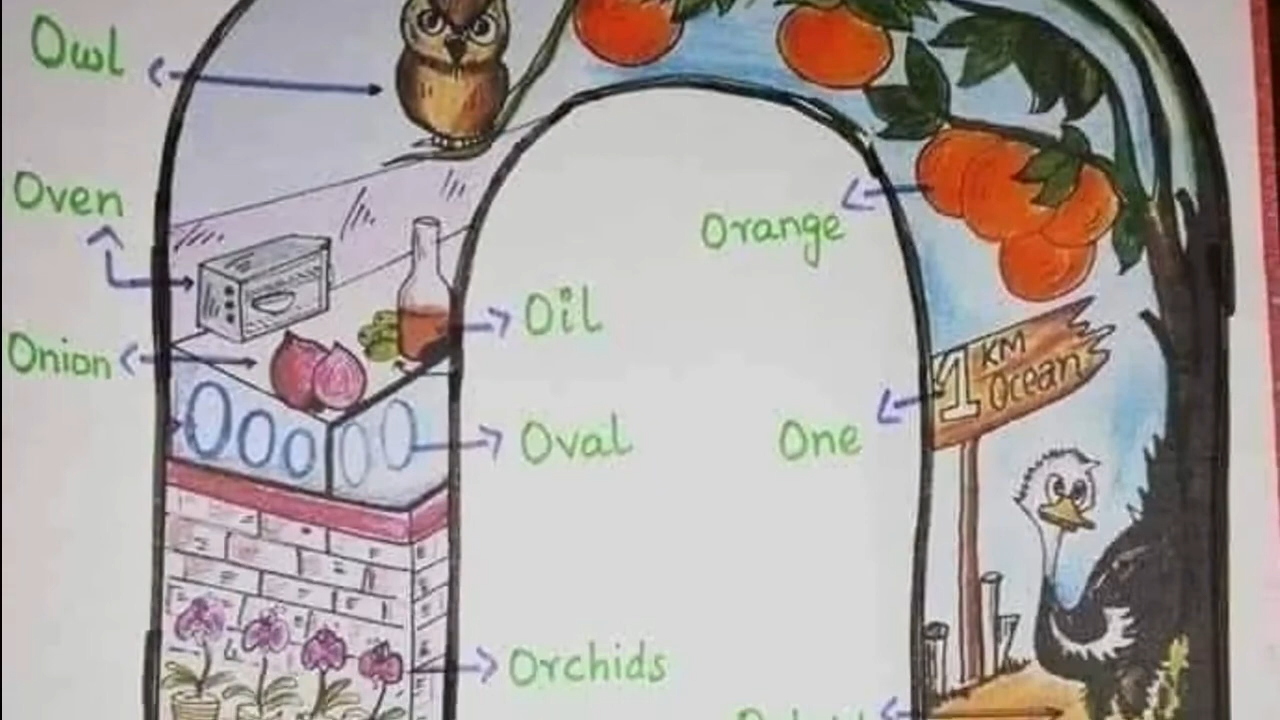 Owl
Oven
Onion
Oil
Oval
Orchids
Orange
1 KM
Ocean
One